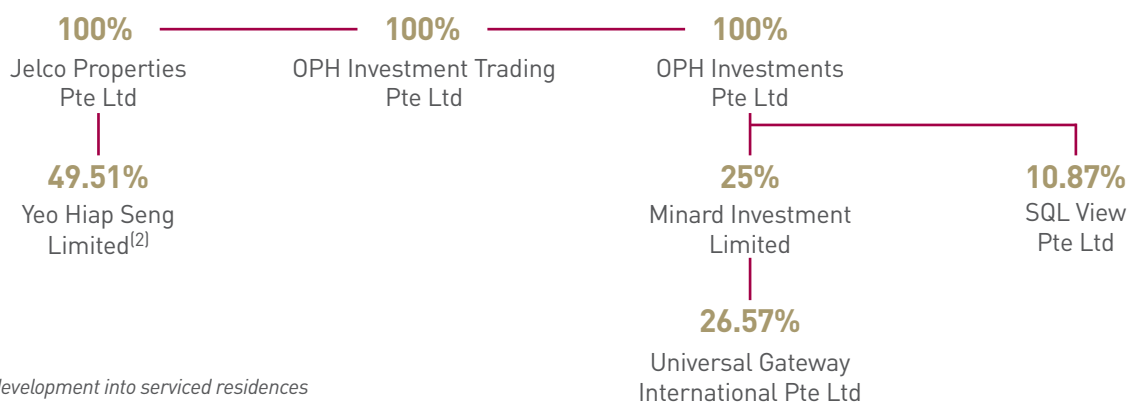 100%
Jelco Properties
Pte Ltd
100%
OPH Investment Trading
Pte Ltd
100%
OPH Investments
Pte Ltd
49.51%
Yeo Hiap Seng
Limited(2)
25%
Minard Investment
Limited
10.87%
SQL View
Pte Ltd
26.57%
Universal Gateway
International Pte Ltd
development into serviced residences